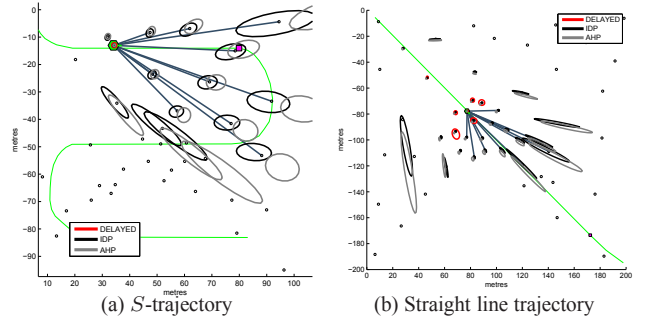 10
0
−10
−20
−30
−40
−50
−60
−70
−80
−90
metres
0 10 20 30 40 50 60 70 80 90 100
metres
DELAYED
IDP
AHP
(a) S-trajectory
0
−20
−40
−60
−80
−100
−120
−140
−160
−180
−200
metres
0 20 40 60 80 100 120 140 160 180 200
metres
DELAYED
IDP
AHP
(b) Straight line trajectory